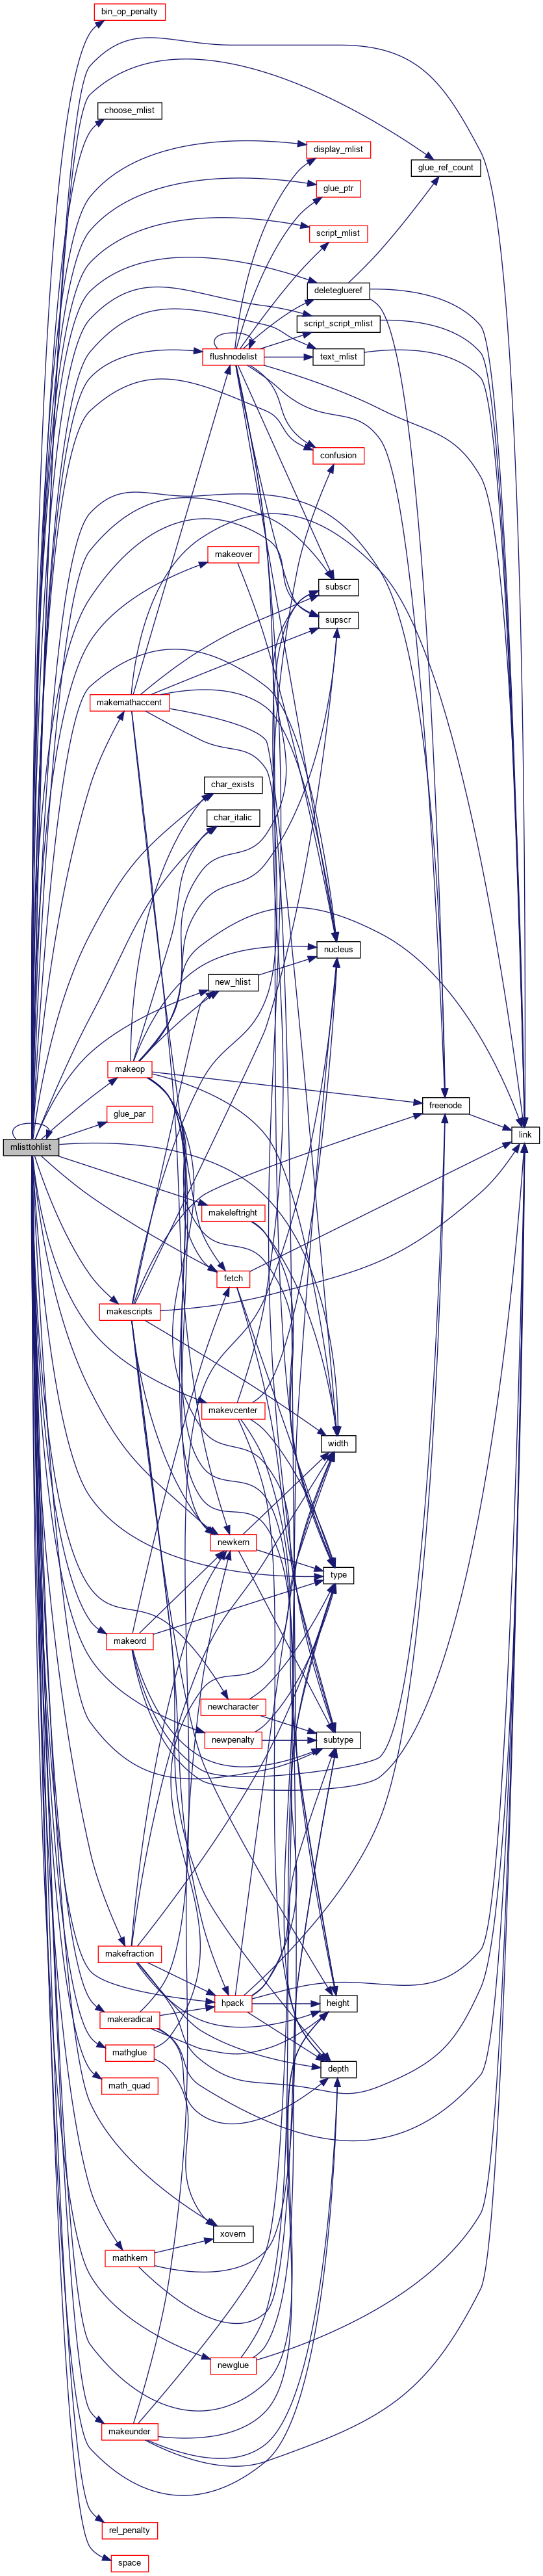 bin_op_penalty
choose_mlist
display_mlist
glue_ref_count
glue_ptr
script_mlist
deleteglueref
script_script_mlist
flushnodelist
text_mlist
confusion
makeover
subscr
supscr
makemathaccent
char_exists
char_italic
nucleus
new_hlist
makeop
freenode
glue_par
link
mlisttohlist
makeleftright
fetch
makescripts
makevcenter
width
newkern
type
makeord
newcharacter
newpenalty
subtype
makefraction
hpack
height
makeradical
mathglue
depth
math_quad
xovern
mathkern
newglue
makeunder
rel_penalty
space